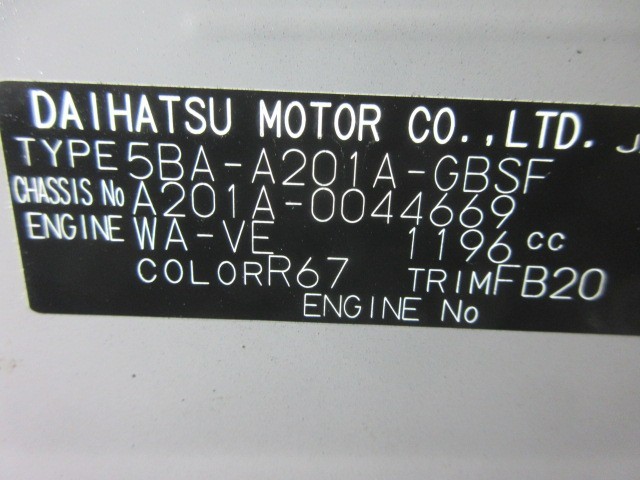 DAIHATSU MOTOR CO.,LTD. J
TYPE 5BA-A201A-GBSF
CHASSIS No A201A-0044669
ENGINE WA-VE 1196 cc
COLOR R67 TRIM FB20
ENGINE No